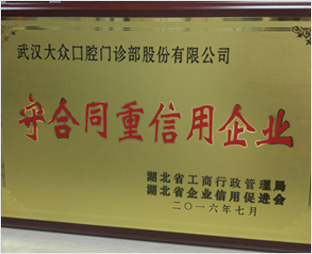 武汉大众口腔门诊部股份有限公司
守合同重信用企业
湖北省工商行政管理局
湖北省企业信用促进会
二〇一六年七月